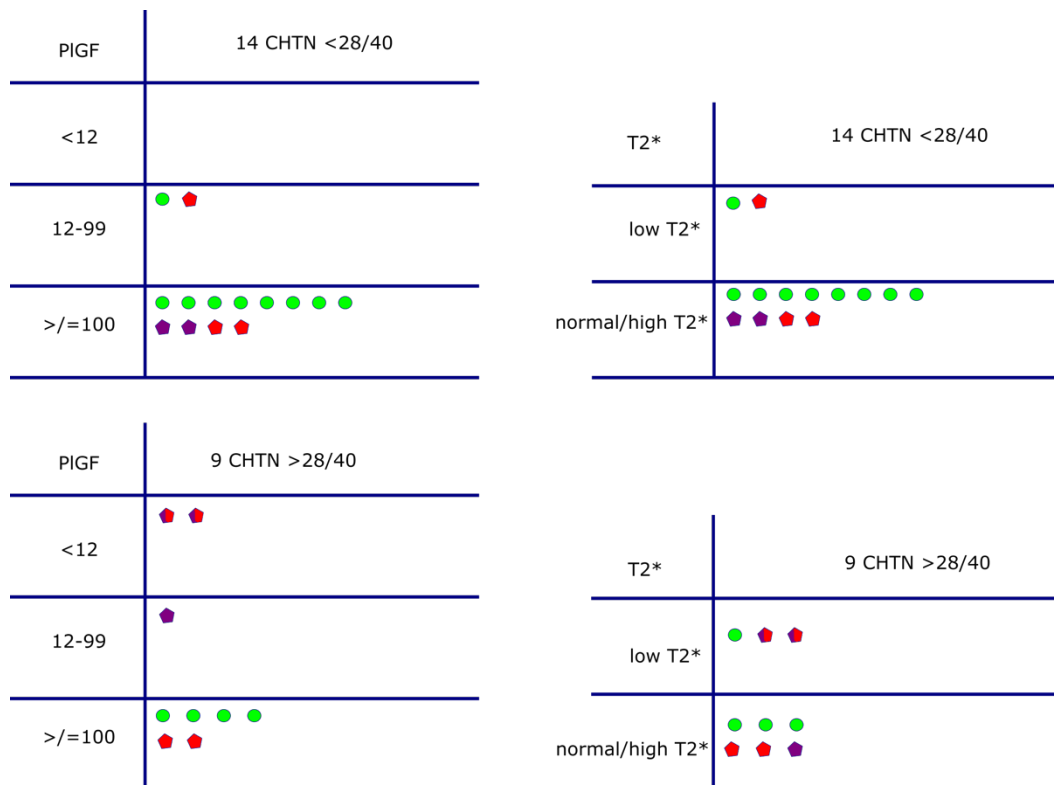 PlGF
14 CHTN <28/40
<12
12-99
>/=100
T2*
14 CHTN <28/40
low T2*
normal/high T2*
PlGF
9 CHTN >28/40
<12
12-99
>/=100
T2*
9 CHTN >28/40
low T2*
normal/high T2*